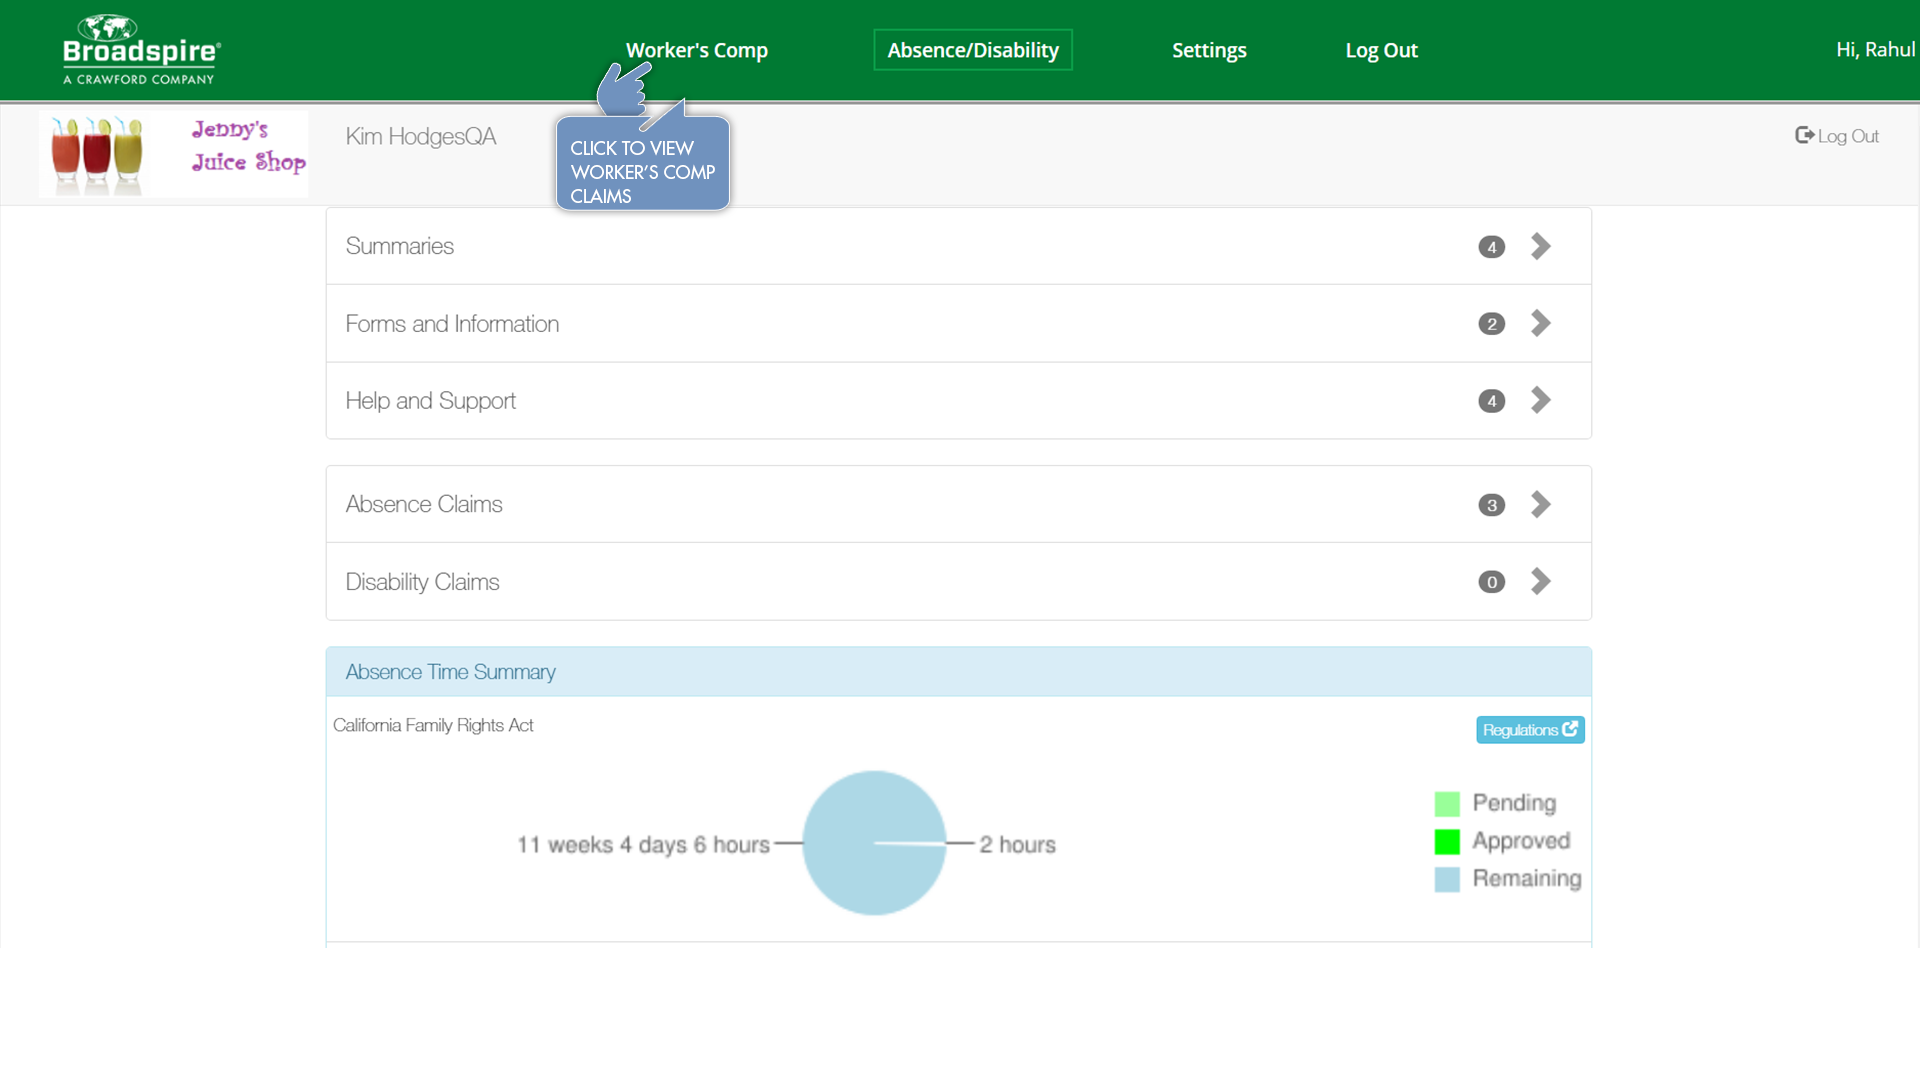 Broadspire®
A CRAWFORD COMPANY
Worker's Comp
Absence/Disability
Settings
Log Out
Hi, Rahul
Jenny's
Juice Shop
Kim HodgesQA
CLICK TO VIEW
WORKER'S COMP
CLAIMS
Log Out
Summaries 4
Forms and Information 2
Help and Support 4
Absence Claims 3
Disability Claims 0
Absence Time Summary
California Family Rights Act
Regulations
11 weeks 4 days 6 hours
2 hours
Pending
Approved
Remaining